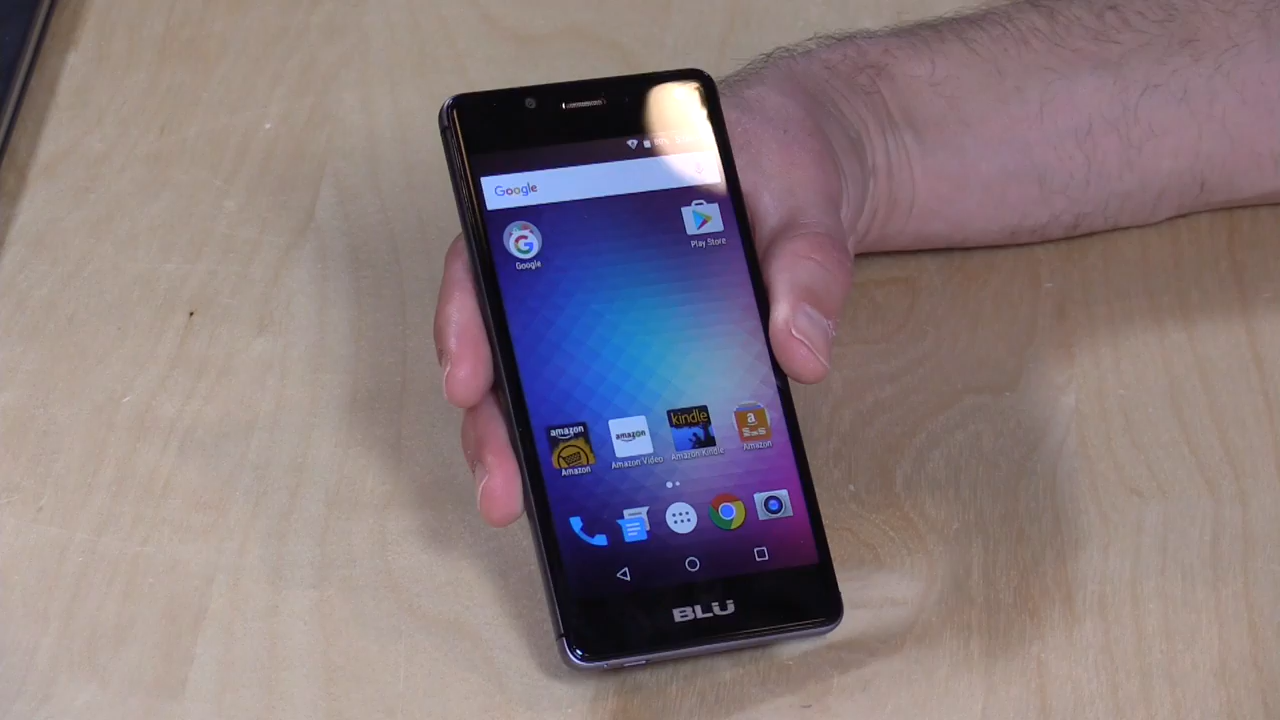 Google
Google
Play Store
amazon
Amazon
amazon
Amazon Video
kindle
Amazon Kindle
a
Amazon
G
BLU